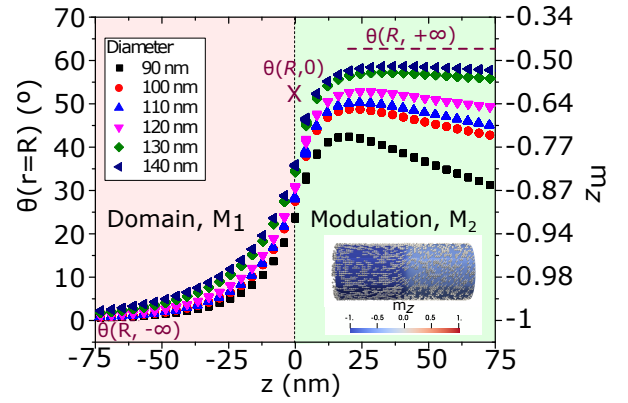 70
60
50
40
30
20
10
0
θ(r=R) (º)
Diameter
90 nm
100 nm
110 nm
120 nm
130 nm
140 nm
θ(R,0)
X
θ(R, +∞)
Domain, M1
Modulation, M2
θ(R, -∞)
mz
-1.
-0.5
0.0
0.5
1.
-0.34
-0.50
-0.64
-0.77
-0.87
-0.94
-0.98
-1
mz
-75
-50
-25
0
25
50
75
z (nm)